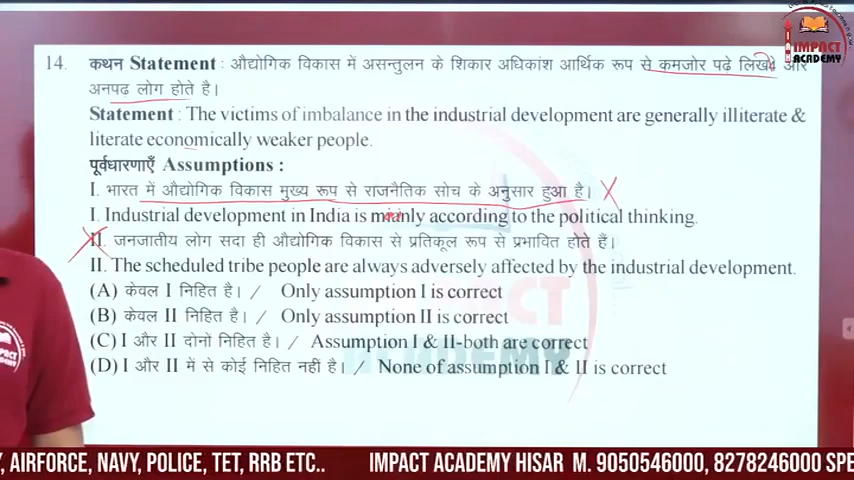 IMPACT
ACADEMY
14. कथन Statement : औद्योगिक विकास में असन्तुलन के शिकार अधिकांश आर्थिक रूप से कमजोर पढे लिखे और
अनपढ़ लोग होते है।
Statement : The victims of imbalance in the industrial development are generally illiterate &
literate economically weaker people.
पूर्वधारणाएँ Assumptions :
I. भारत में औद्योगिक विकास मुख्य रूप से राजनैतिक सोच के अनुसार हुआ है। X
I. Industrial development in India is mainly according to the political thinking.
II. जनजातीय लोग सदा ही औद्योगिक विकास से प्रतिकूल रूप से प्रभावित होते हैं।
II. The scheduled tribe people are always adversely affected by the industrial development.
(A) केवल I निहित है। / Only assumption I is correct
(B) केवल II निहित है। / Only assumption II is correct
(C) I और II दोनों निहित है। / Assumption I & II-both are correct
(D) I और II में से कोई निहित नहीं है। / None of assumption I & II is correct
IMPACT
ACADEMY
, AIRFORCE, NAVY, POLICE, TET, RRB ETC.. IMPACT ACADEMY HISAR M. 9050546000, 8278246000 SPE